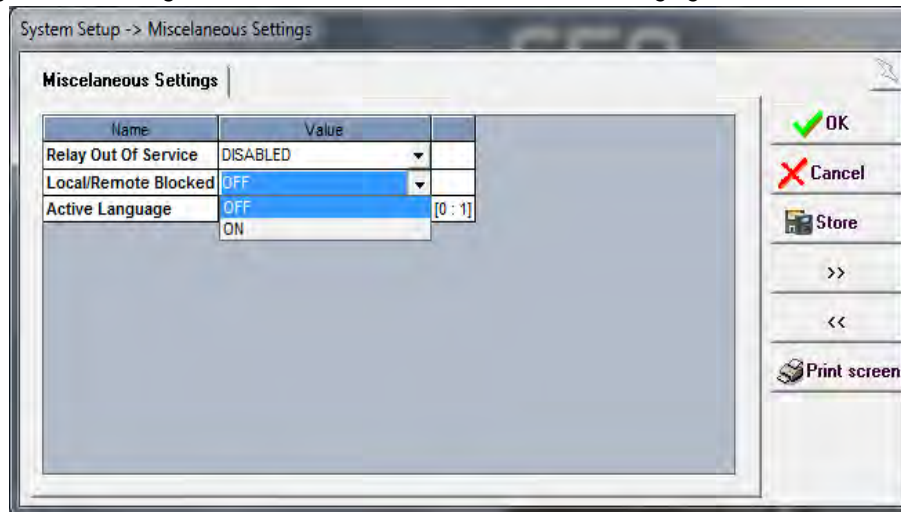 System Setup -> Miscelaneous Settings
Miscelaneous Settings
Name Value
Relay Out Of Service DISABLED
Local/Remote Blocked OFF
Active Language OFF [0 : 1]
ON
OK
Cancel
Store
>>
<<
Print screen